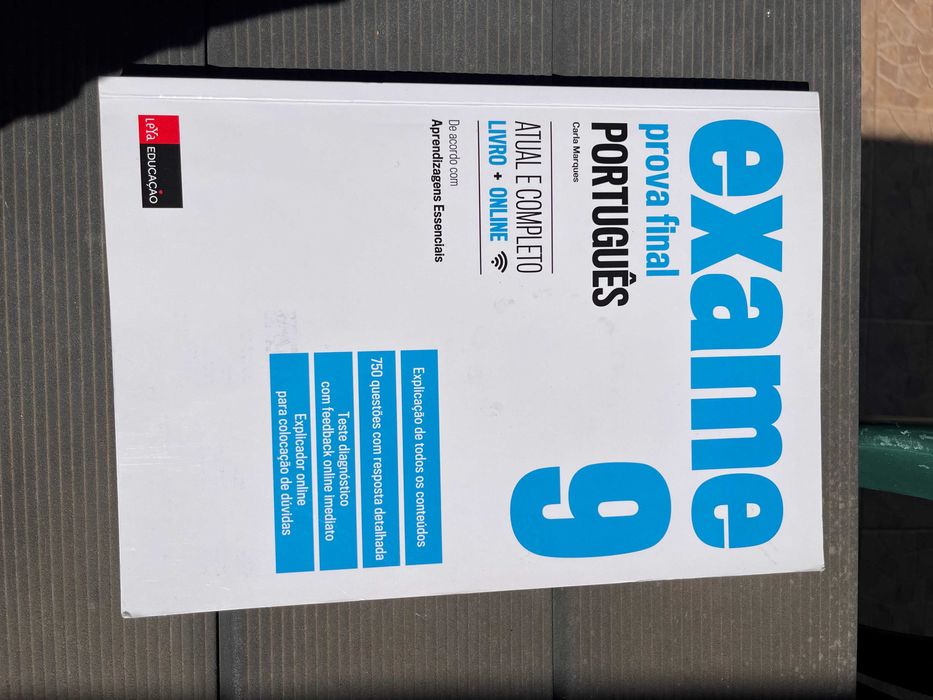 exame
prova final
PORTUGUÊS
9
Carla Marques
ATUAL E COMPLETO
LIVRO + ONLINE
De acordo com
Aprendizagens Essenciais
Explicação de todos os conteúdos
750 questões com resposta detalhada
Teste diagnóstico
com feedback online imediato
Explicador online
para colocação de dúvidas
LeYa EDUCAÇÃO